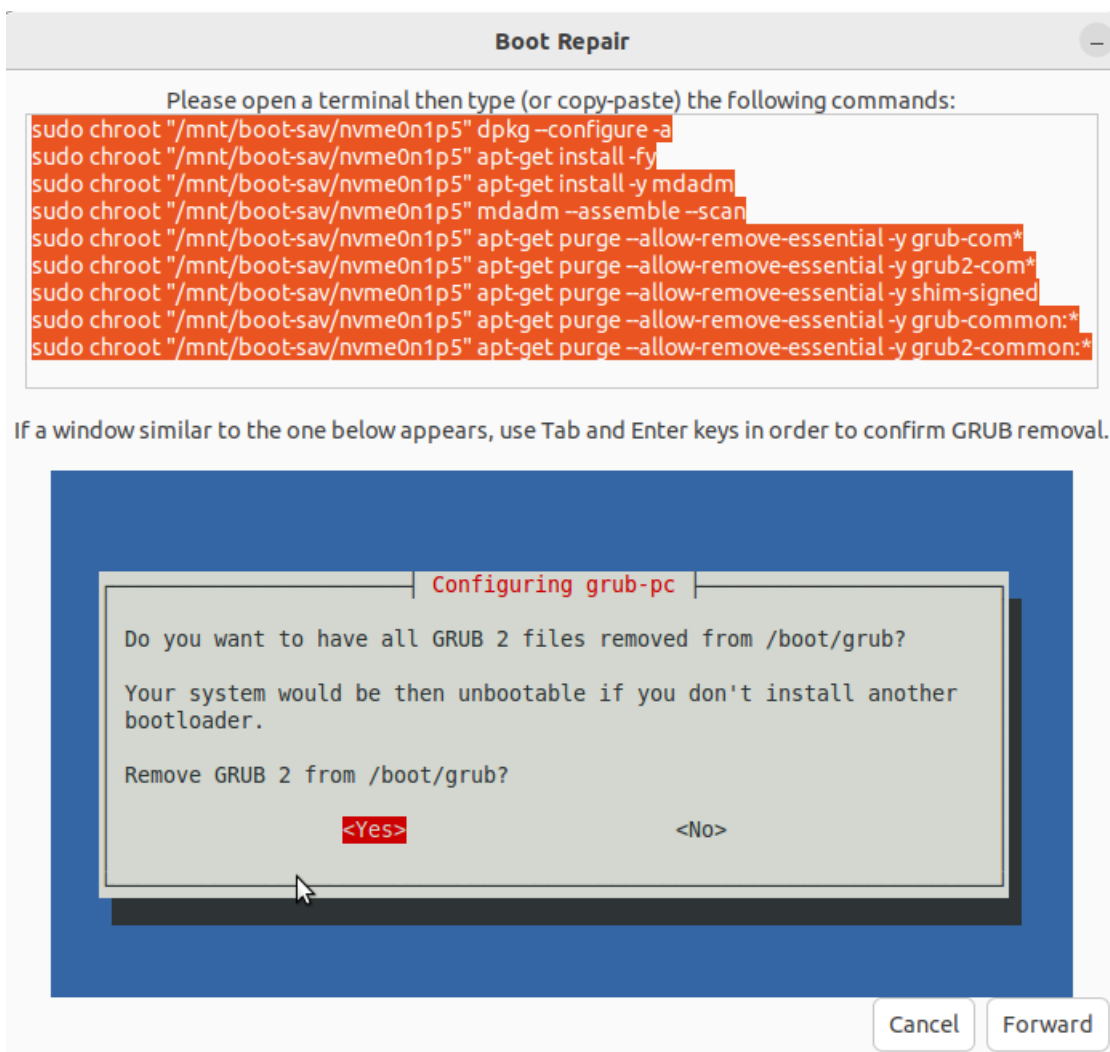 Boot Repair
Please open a terminal then type (or copy-paste) the following commands:
sudo chroot "/mnt/boot-sav/nvme0n1p5" dpkg --configure -a
sudo chroot "/mnt/boot-sav/nvme0n1p5" apt-get install -fy
sudo chroot "/mnt/boot-sav/nvme0n1p5" apt-get install -y mdadm
sudo chroot "/mnt/boot-sav/nvme0n1p5" mdadm --assemble --scan
sudo chroot "/mnt/boot-sav/nvme0n1p5" apt-get purge --allow-remove-essential -y grub-com*
sudo chroot "/mnt/boot-sav/nvme0n1p5" apt-get purge --allow-remove-essential -y grub2-com*
sudo chroot "/mnt/boot-sav/nvme0n1p5" apt-get purge --allow-remove-essential -y shim-signed
sudo chroot "/mnt/boot-sav/nvme0n1p5" apt-get purge --allow-remove-essential -y grub-common:*
sudo chroot "/mnt/boot-sav/nvme0n1p5" apt-get purge --allow-remove-essential -y grub2-common:*
If a window similar to the one below appears, use Tab and Enter keys in order to confirm GRUB removal.
Configuring grub-pc
Do you want to have all GRUB 2 files removed from /boot/grub?
Your system would be then unbootable if you don't install another
bootloader.
Remove GRUB 2 from /boot/grub?
<Yes> <No>
Cancel Forward